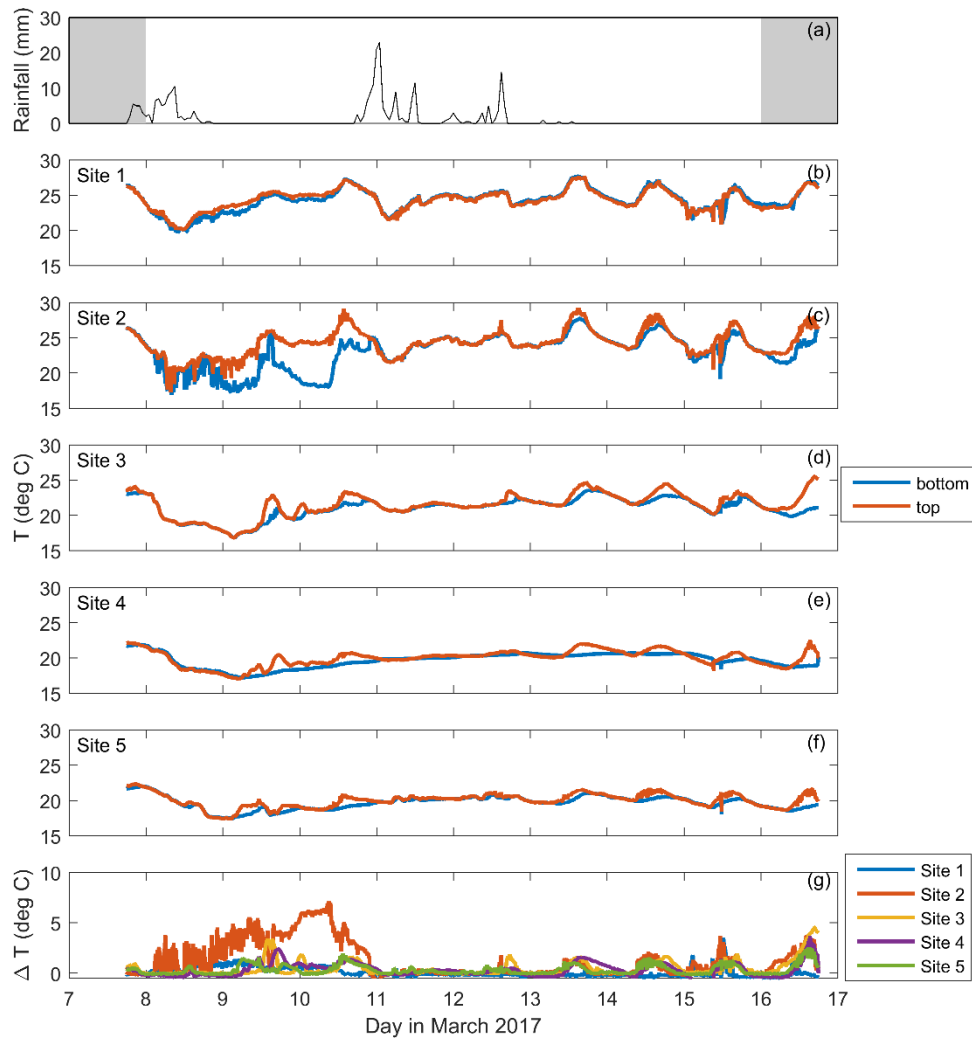 (a)
Rainfall (mm)
30
20
10
0
Site 1
(b)
30
25
20
15
Site 2
(c)
30
25
20
15
Site 3
(d)
30
25
20
15
T (deg C)
bottom
top
Site 4
(e)
30
25
20
15
Site 5
(f)
30
25
20
15
(g)
Δ T (deg C)
10
5
0
Site 1
Site 2
Site 3
Site 4
Site 5
7 8 9 10 11 12 13 14 15 16 17
Day in March 2017